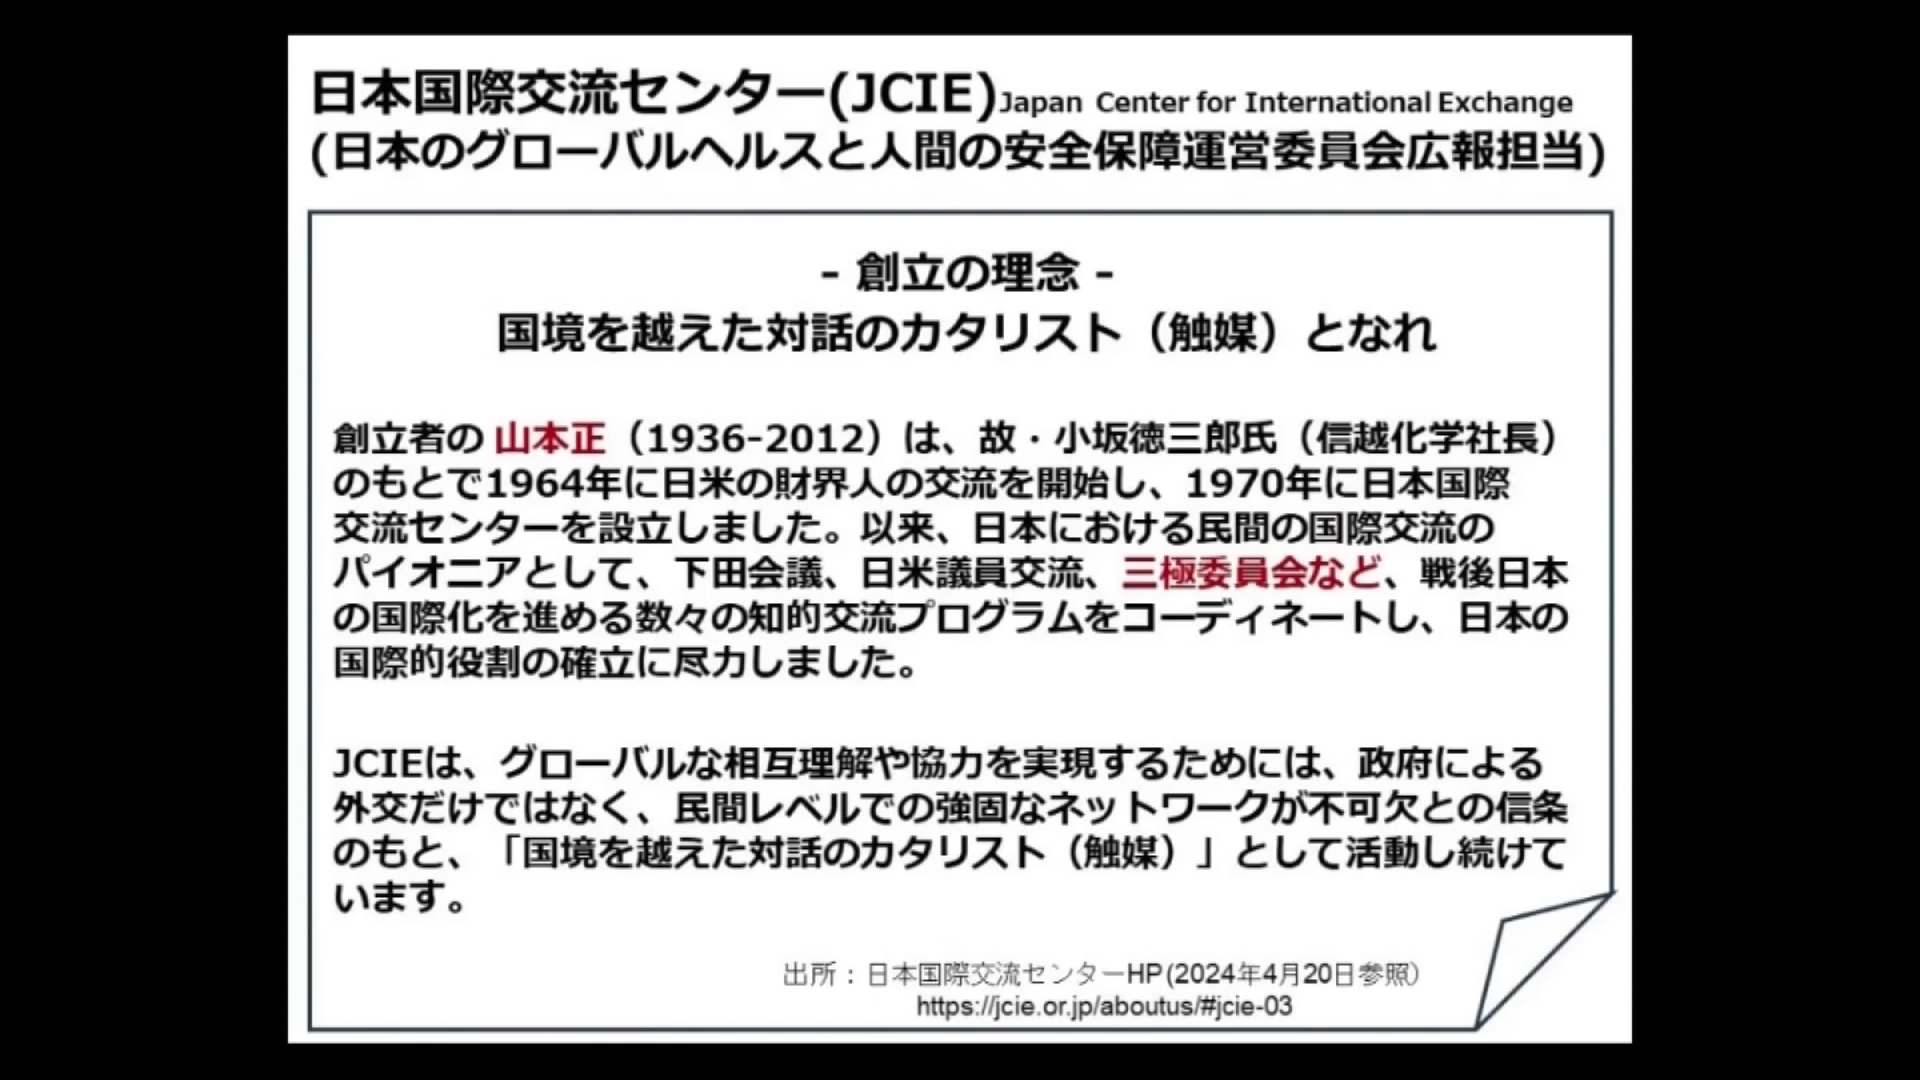 日本国際交流センター(JCIE)Japan Center for International Exchange
(日本のグローバルヘルスと人間の安全保障運営委員会広報担当)
- 創立の理念 -
国境を越えた対話のカタリスト（触媒）となれ
創立者の 山本正（1936-2012）は、故・小坂徳三郎氏（信越化学社長）
のもとで1964年に日米の財界人の交流を開始し、1970年に日本国際
交流センターを設立しました。以来、日本における民間の国際交流の
パイオニアとして、下田会議、日米議員交流、三極委員会など、戦後日本
の国際化を進める数々の知的交流プログラムをコーディネートし、日本の
国際的役割の確立に尽力しました。
JCIEは、グローバルな相互理解や協力を実現するためには、政府による
外交だけではなく、民間レベルでの強固なネットワークが不可欠との信条
のもと、「国境を越えた対話のカタリスト（触媒）」として活動し続けて
います。
出所：日本国際交流センターHP(2024年4月20日参照）
https://jcie.or.jp/aboutus/#jcie-03